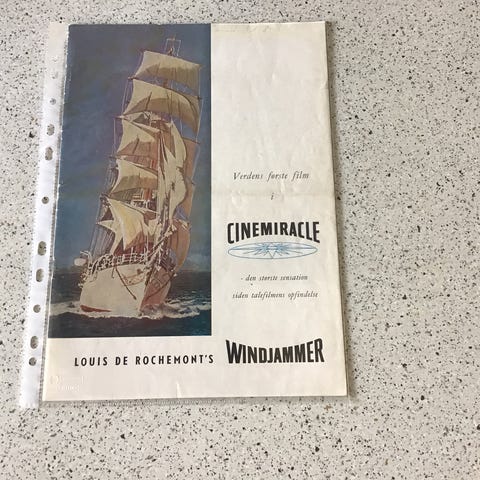 Verdens første film
i
CINEMIRACLE
- den største sensation
siden talefilmens opfindelse
LOUIS DE ROCHEMONT'S WINDJAMMER